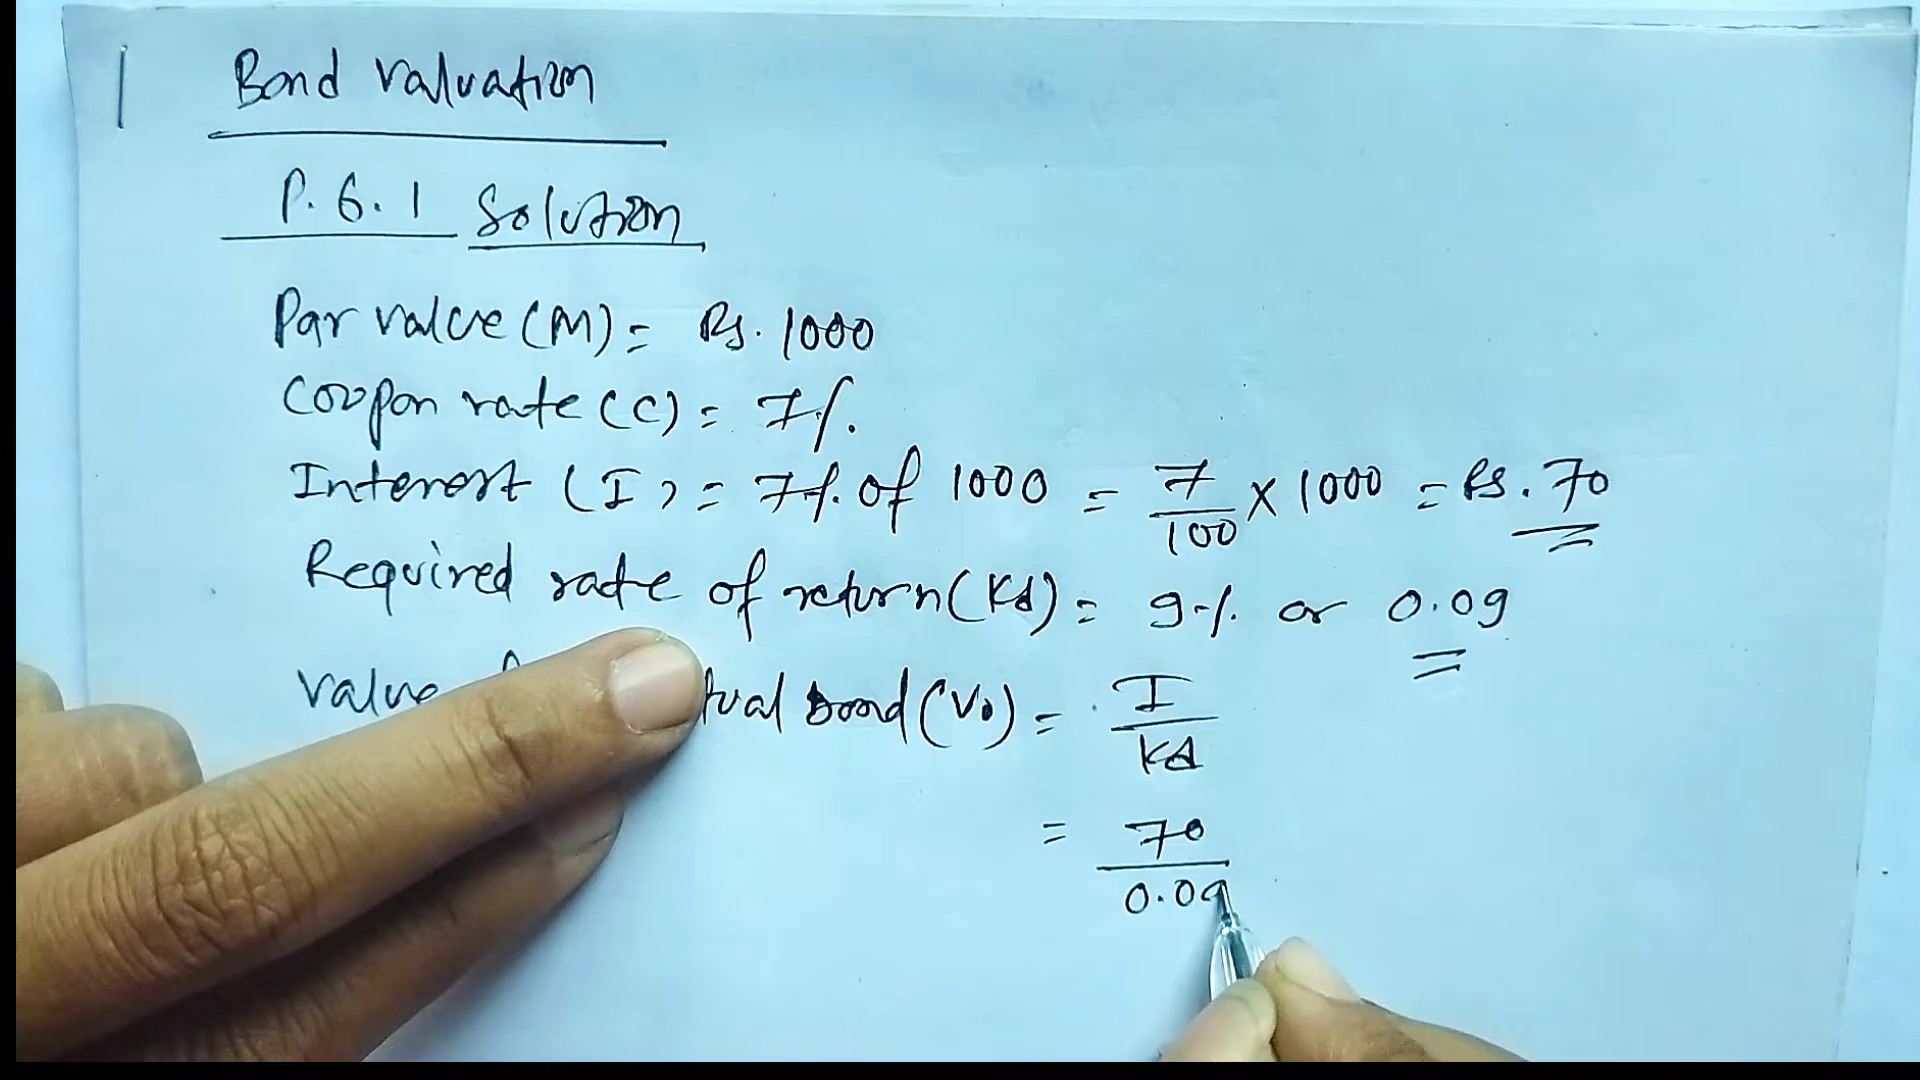 1 Bond valuation
P. 6. 1 Solution
Par value (M) = Rs. 1000
Coupon rate (C) = 7%.
Interest (I) = 7% of 1000 = 7/100 X 1000 = Rs. 70
Required rate of return (Kd) = 9% or 0.09
value bond (V0) = I/Kd
= 70/0.09